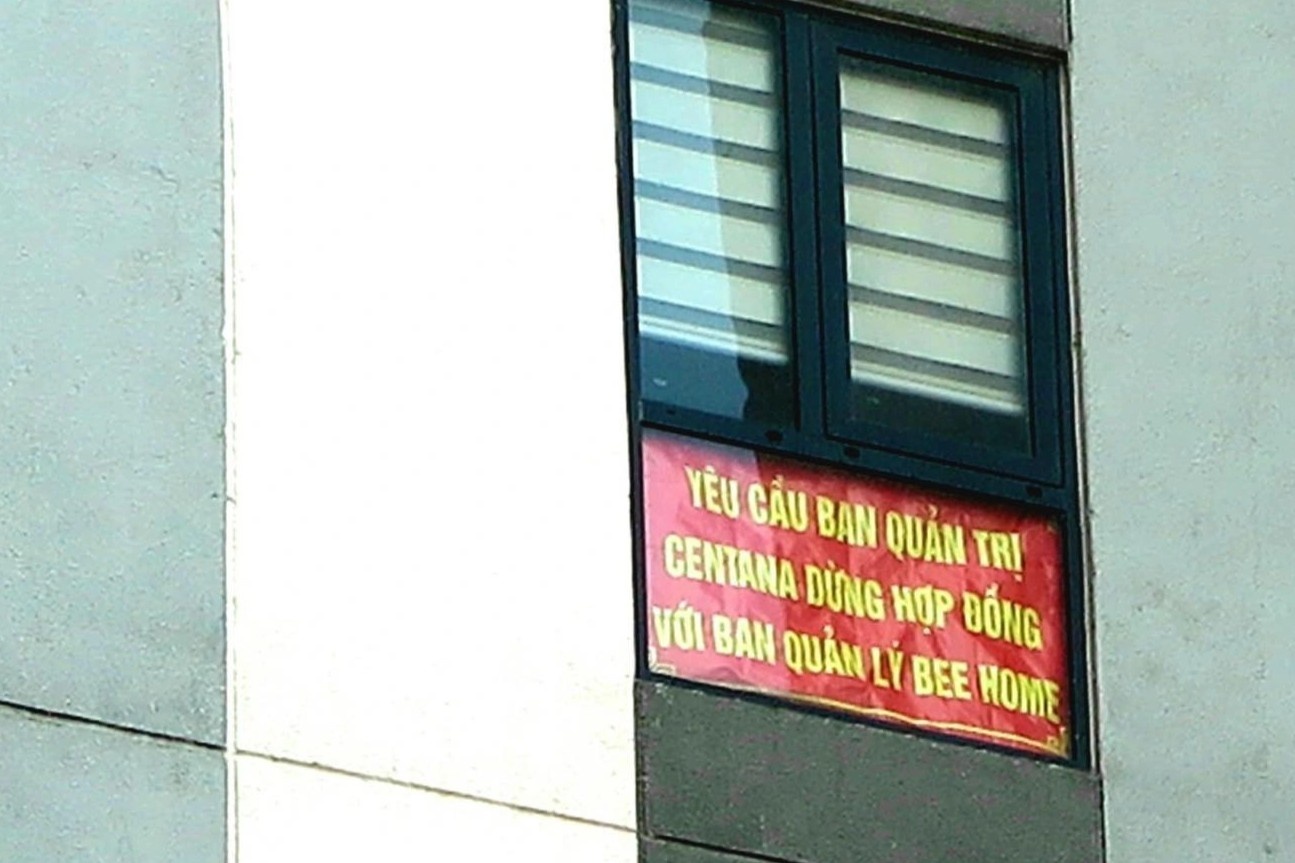 YÊU CẦU BAN QUẢN TRỊ
CENTANA DỪNG HỢP ĐỒNG
VỚI BAN QUẢN LÝ BEE HOME